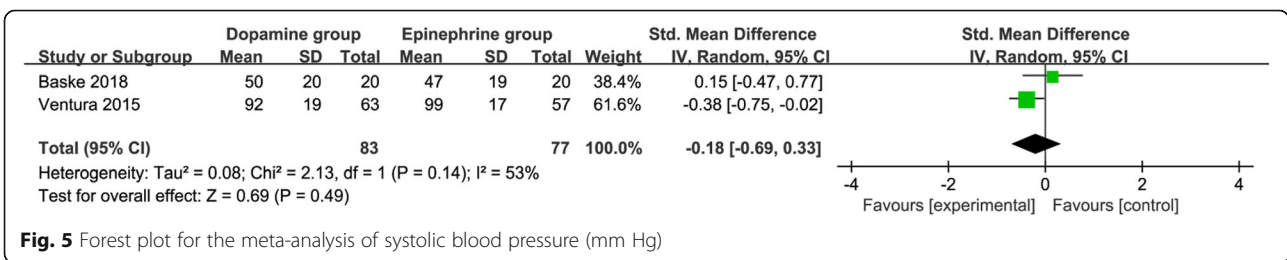 Dopamine group Epinephrine group Std. Mean Difference Std. Mean Difference
Study or Subgroup Mean SD Total Mean SD Total Weight IV, Random, 95% CI IV, Random, 95% CI
Baske 2018 50 20 20 47 19 20 38.4% 0.15 [-0.47, 0.77]
Ventura 2015 92 19 63 99 17 57 61.6% -0.38 [-0.75, -0.02]
Total (95% CI) 83 77 100.0% -0.18 [-0.69, 0.33]
Heterogeneity: Tau² = 0.08; Chi² = 2.13, df = 1 (P = 0.14); I² = 53%
Test for overall effect: Z = 0.69 (P = 0.49)
-4 -2 0 2 4
Favours [experimental] Favours [control]
Fig. 5 Forest plot for the meta-analysis of systolic blood pressure (mm Hg)